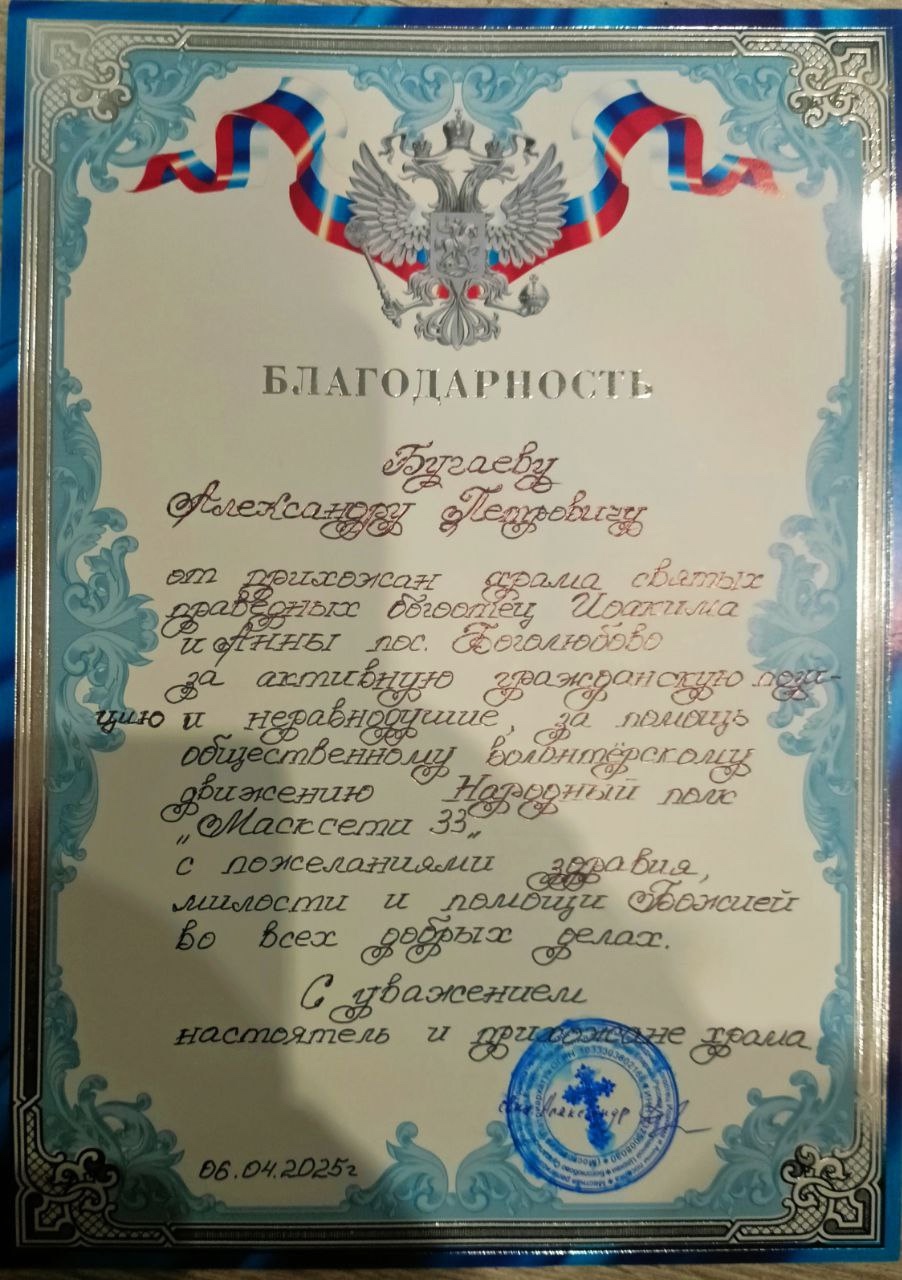 БЛАГОДАРНОСТЬ
Бугаеву
Александру Петровичу
от прихожан храма святых
праведных богоотец Иоакима
и Анны пос. Боголюбово
за активную гражданскую пози-
цию и неравнодушие, за помощь
общественному волонтёрскому
движению Народный полк
„Масксети 33„
с пожеланиями здравия,
милости и помощи Божией
во всех добрых делах.
С уважением
настоятель и прихожане храма
Александр
06.04.2025г